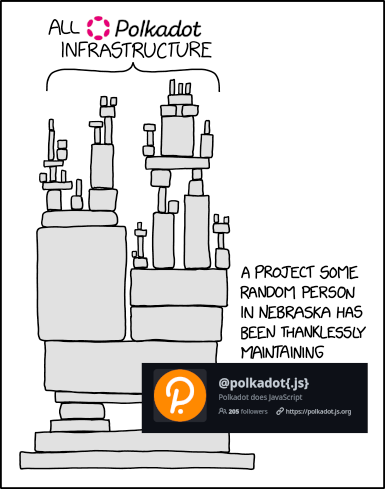 ALL Polkadot
INFRASTRUCTURE
A PROJECT SOME
RANDOM PERSON
IN NEBRASKA HAS
BEEN THANKLESSLY
MAINTAINING
@polkadot{.js}
Polkadot does JavaScript
205 followers https://polkadot.js.org